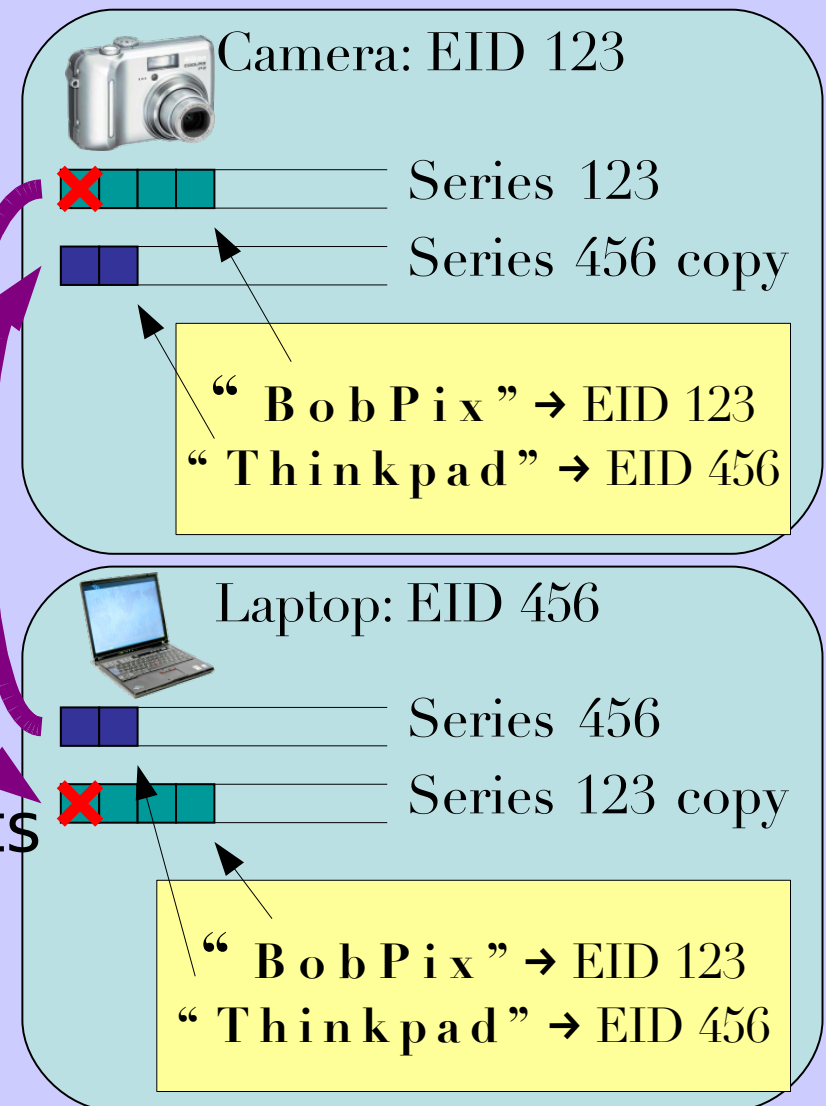 Camera: EID 123
Series 123
Series 456 copy
“ BobPix” → EID 123
“ Thinkpad” → EID 456
Laptop: EID 456
Series 456
Series 123 copy
ts
“ BobPix” → EID 123
“ Thinkpad” → EID 456